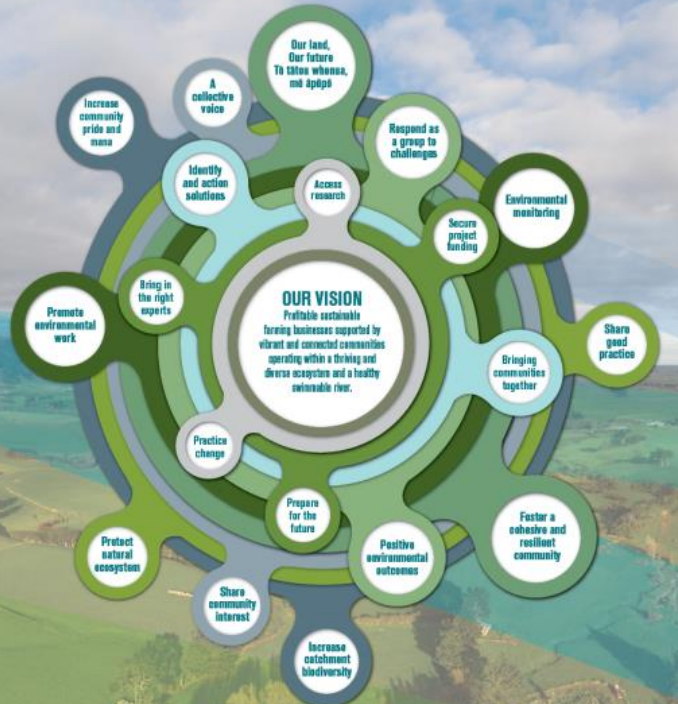 Our land,
Our future
Tō tātou whenua,
mō āpōpō
A
collective
voice
Increase
community
pride and
mana
Respond as
a group to
challenges
Identify
and action
solutions
Access
research
Environmental
monitoring
Secure
project
funding
Bring in
the right
experts
Promote
environmental
work
OUR VISION
Profitable sustainable
farming businesses supported by
vibrant and connected communities
operating within a thriving and
diverse ecosystem and a healthy
swimmable river.
Share
good
practice
Bringing
communities
together
Practice
change
Prepare
for the
future
Foster a
cohesive and
resilient
community
Protect
natural
ecosystem
Positive
environmental
outcomes
Share
community
interest
Increase
catchment
biodiversity